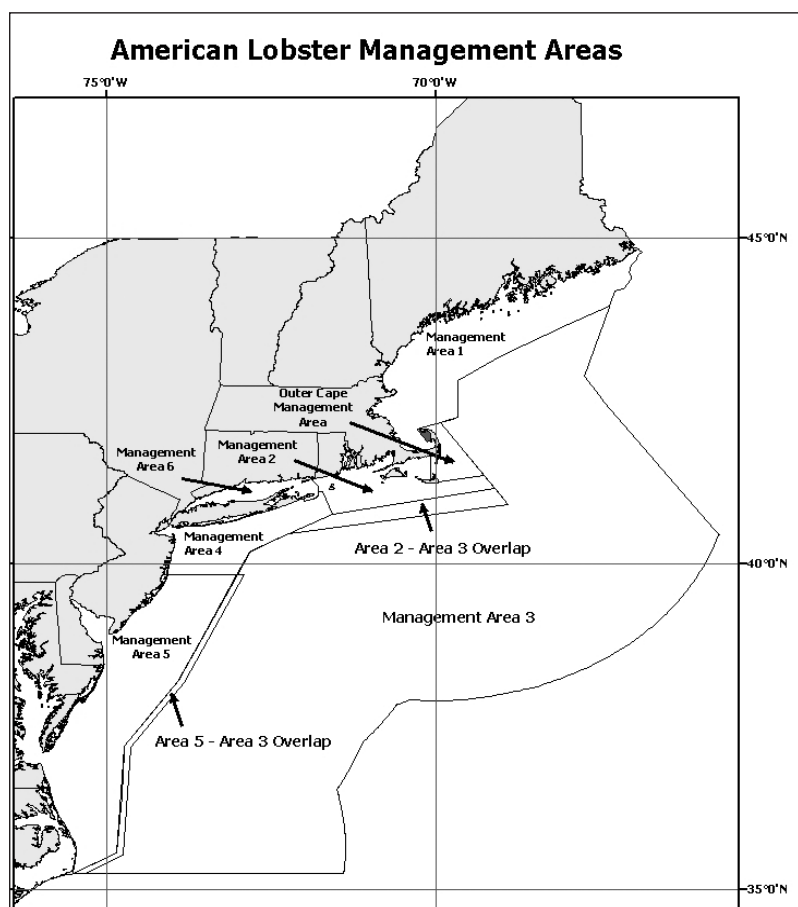 American Lobster Management Areas
75°0'W
70°0'W
45°0'N
Management
Area 1
Outer Cape
Management
Area
Management
Area 2
Management
Area 6
Management
Area 4
Area 2 - Area 3 Overlap
40°0'N
Management Area 3
Management
Area 5
Area 5 - Area 3 Overlap
35°0'N